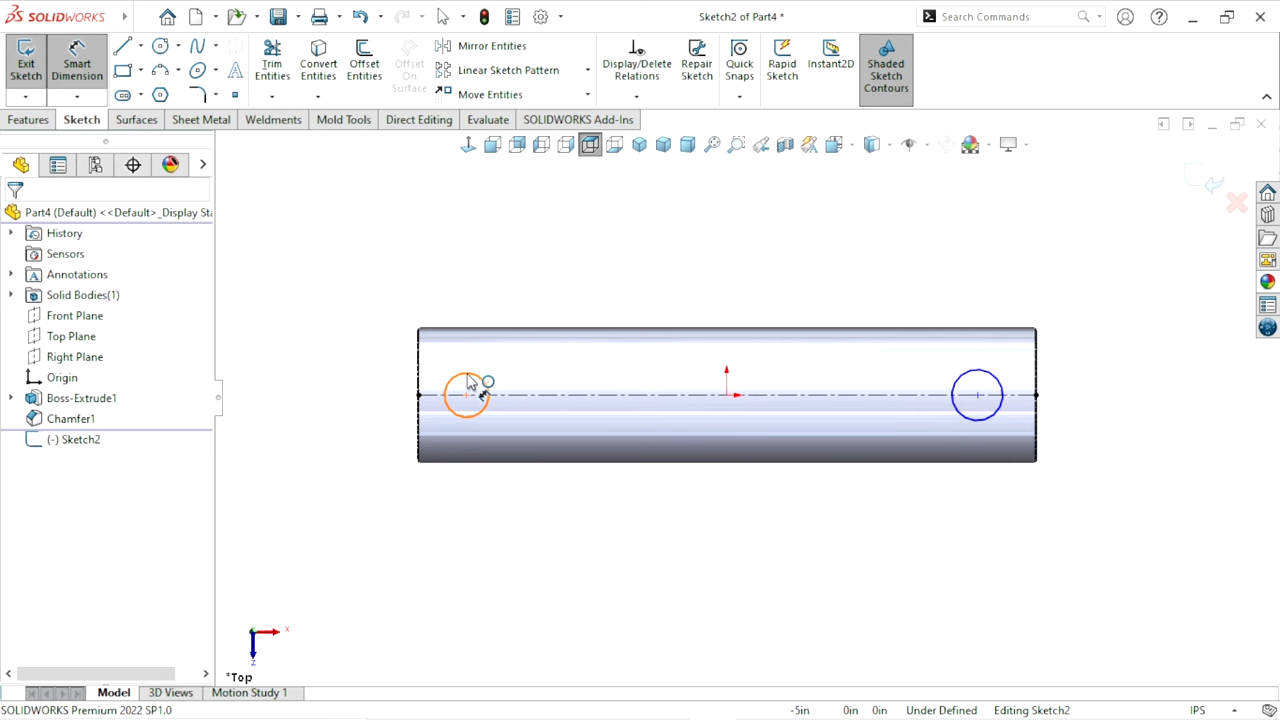 SOLIDWORKS
Sketch2 of Part4 *
Search Commands
Exit Sketch
Smart Dimension
Trim Entities
Convert Entities
Offset Entities
Offset On Surface
Mirror Entities
Linear Sketch Pattern
Move Entities
Display/Delete Relations
Repair Sketch
Quick Snaps
Rapid Sketch
Instant2D
Shaded Sketch Contours
Features Sketch Surfaces Sheet Metal Weldments Mold Tools Direct Editing Evaluate SOLIDWORKS Add-Ins
Part4 (Default) <<Default>_Display Sta
History
Sensors
Annotations
Solid Bodies(1)
Front Plane
Top Plane
Right Plane
Origin
Boss-Extrude1
Chamfer1
(-) Sketch2
x
Z
*Top
Model 3D Views Motion Study 1
SOLIDWORKS Premium 2022 SP1.0
-5in 0in 0in Under Defined Editing Sketch2 IPS